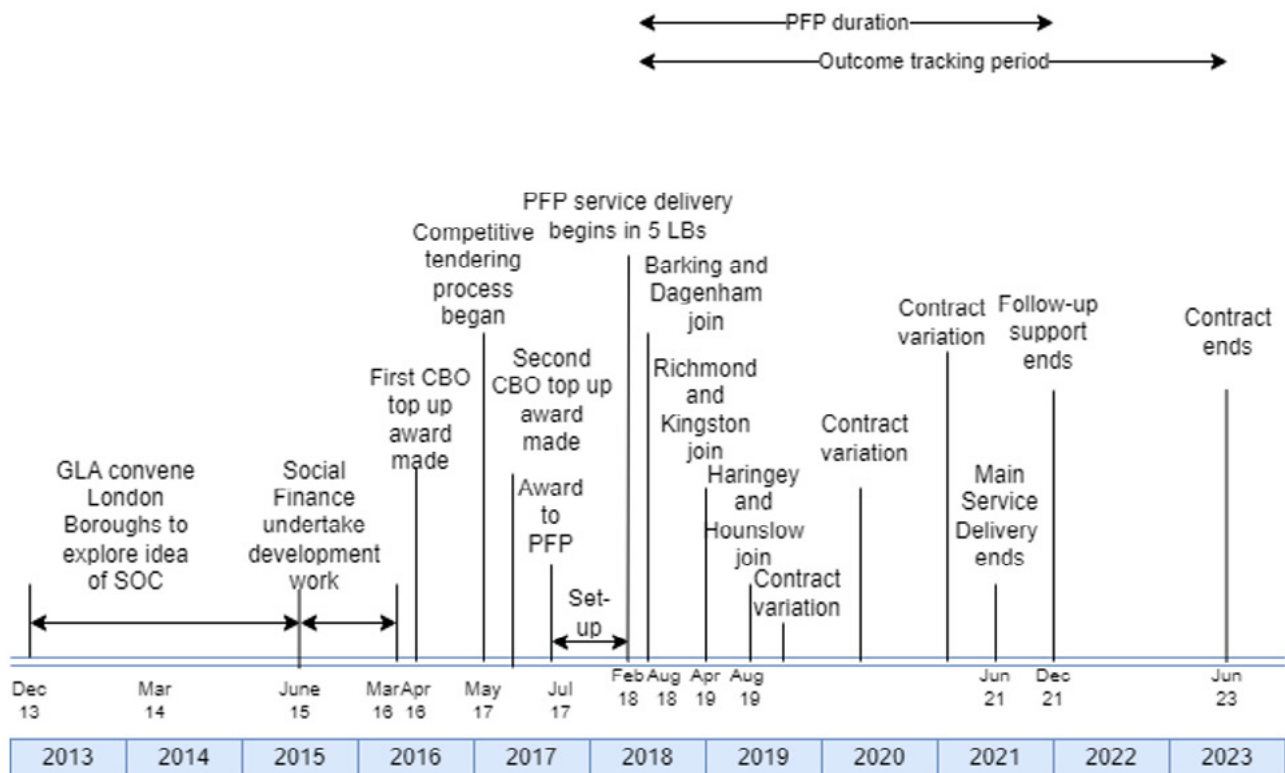 PFP duration
Outcome tracking period
PFP service delivery
begins in 5 LBs
Competitive
tendering
process
began
Barking and
Dagenham
join
Contract
variation
Follow-up
support
ends
Contract
ends
First CBO
top up
award
made
Second
CBO top up
award
made
Richmond
and
Kingston
join
Contract
variation
GLA convene
London
Boroughs to
explore idea
of SOC
Social
Finance
undertake
development
work
Award
to
PFP
Haringey
and
Hounslow
join
Main
Service
Delivery
ends
Set-
up
Contract
variation
Dec
13
Mar
14
June
15
Mar
16
Apr
16
May
17
Jul
17
Feb
18
Aug
18
Apr
19
Aug
19
Jun
21
Dec
21
Jun
23
2013
2014
2015
2016
2017
2018
2019
2020
2021
2022
2023